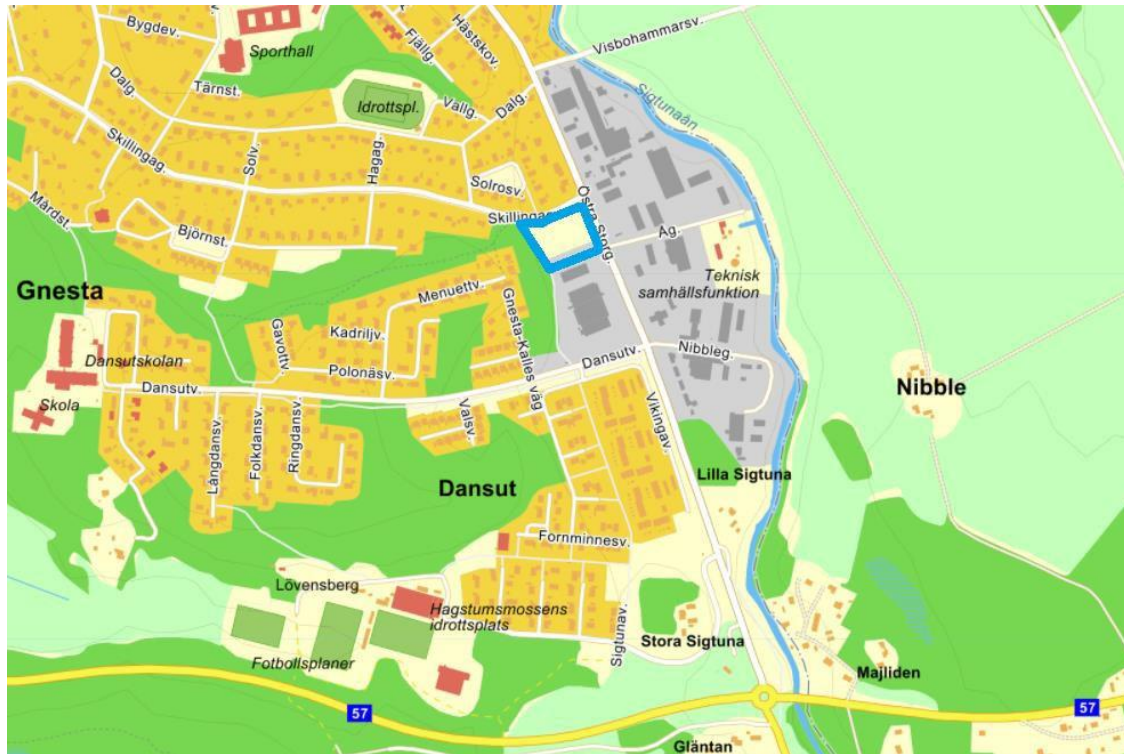 Bygdev.
Sporthall
Fjällg.
Hästskov.
Visbohammarsv.
Dalg.
Tärnst.
Idrottspl.
Vallg.
Dalg.
Sigtunaån
Skillingag.
Solv.
Hagag.
Solrosv.
Mårdst.
Björnst.
Skillingag.
Östra Storg.
Åg.
Teknisk
samhällsfunktion
Gnesta
Menuettv.
Kadriljv.
Gavottv.
Polonäsv.
Gnesta-Kalles väg
Dansutv.
Nibbleg.
Dansutskolan
Dansutv.
Skola
Nibble
Långdansv.
Folkdansv.
Ringdansv.
Valsv.
Vikingav.
Lilla Sigtuna
Dansut
Fornminnesv.
Lövensberg
Hagstumsmossens
idrottsplats
Sigtunav.
Stora Sigtuna
Fotbollsplaner
Majliden
57
57
Gläntan